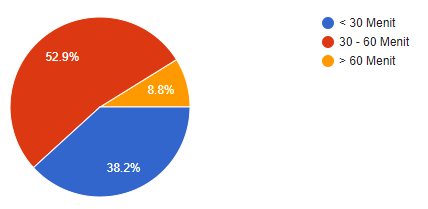 < 30 Menit
30 - 60 Menit
> 60 Menit
52.9%
8.8%
38.2%